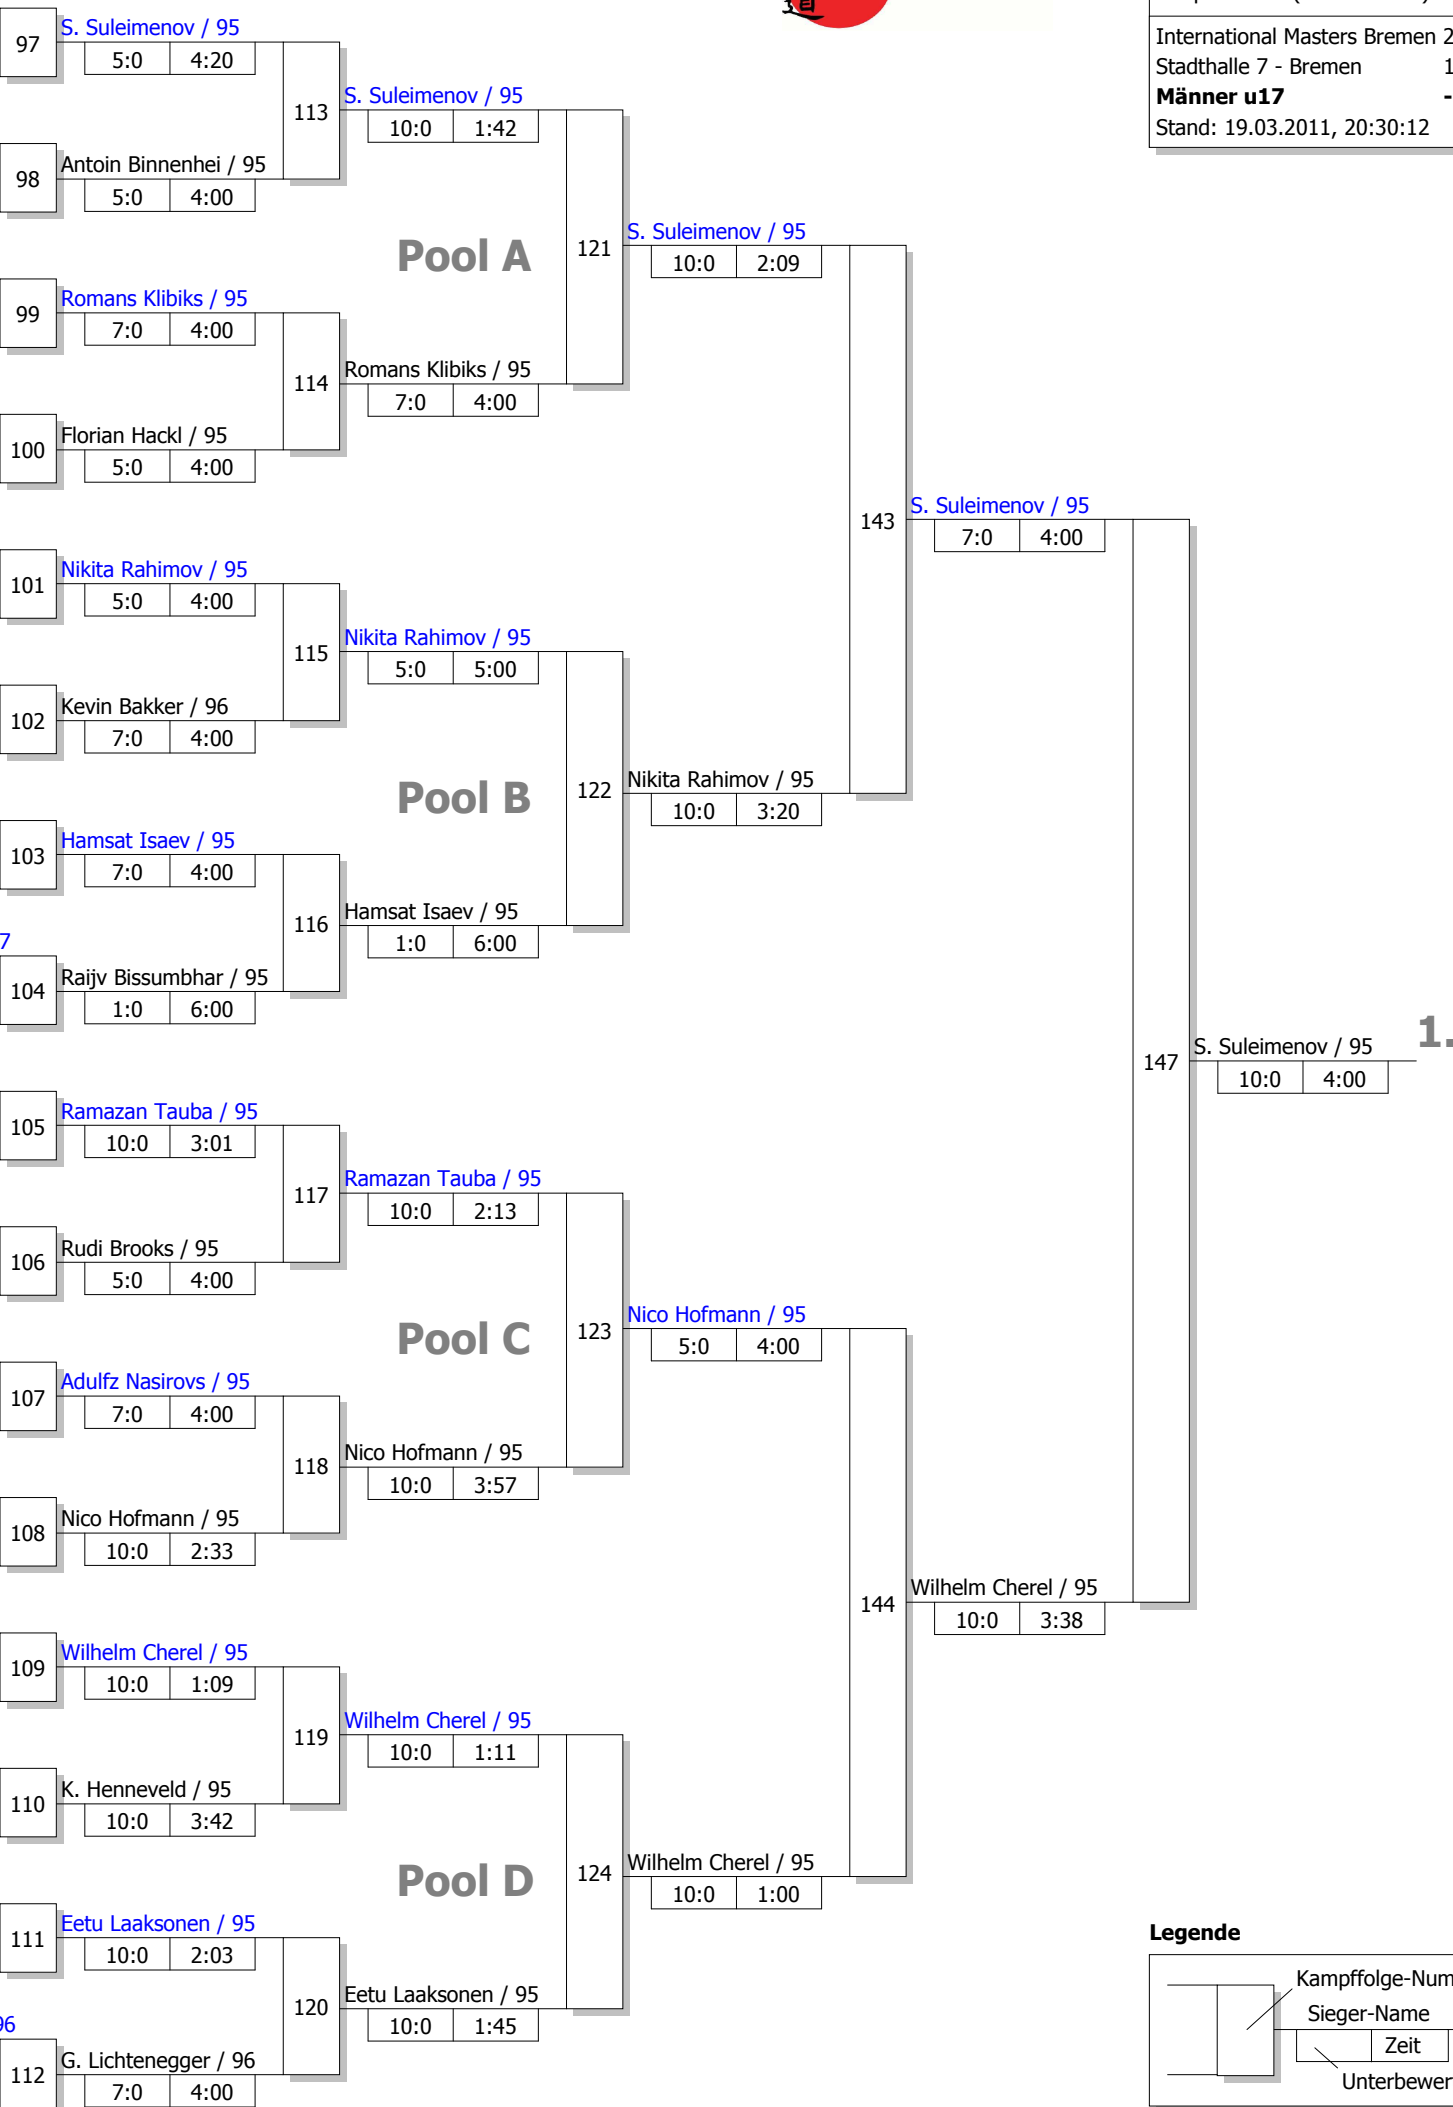 International Masters Bremen 2
Stadthalle 7 - Bremen 1
Männer u17 -
Stand: 19.03.2011, 20:30:12
97
S. Suleimenov / 95
5:0 4:20
113
S. Suleimenov / 95
10:0 1:42
98
Antoin Binnenhei / 95
5:0 4:00
Pool A
121
S. Suleimenov / 95
10:0 2:09
99
Romans Klibiks / 95
7:0 4:00
114
Romans Klibiks / 95
7:0 4:00
100
Florian Hackl / 95
5:0 4:00
143
S. Suleimenov / 95
7:0 4:00
101
Nikita Rahimov / 95
5:0 4:00
115
Nikita Rahimov / 95
5:0 5:00
102
Kevin Bakker / 96
7:0 4:00
Pool B
122
Nikita Rahimov / 95
10:0 3:20
103
Hamsat Isaev / 95
7:0 4:00
116
Hamsat Isaev / 95
1:0 6:00
7
104
Raijv Bissumbhar / 95
1:0 6:00
147
S. Suleimenov / 95
10:0 4:00
1.
105
Ramazan Tauba / 95
10:0 3:01
117
Ramazan Tauba / 95
10:0 2:13
106
Rudi Brooks / 95
5:0 4:00
Pool C
123
Nico Hofmann / 95
5:0 4:00
107
Adulfz Nasirovs / 95
7:0 4:00
118
Nico Hofmann / 95
10:0 3:57
108
Nico Hofmann / 95
10:0 2:33
144
Wilhelm Cherel / 95
10:0 3:38
109
Wilhelm Cherel / 95
10:0 1:09
119
Wilhelm Cherel / 95
10:0 1:11
110
K. Henneveld / 95
10:0 3:42
Pool D
124
Wilhelm Cherel / 95
10:0 1:00
111
Eetu Laaksonen / 95
10:0 2:03
120
Eetu Laaksonen / 95
10:0 1:45
96
112
G. Lichtenegger / 96
7:0 4:00
Legende
Kampffolge-Num
Sieger-Name
Zeit
Unterbewer